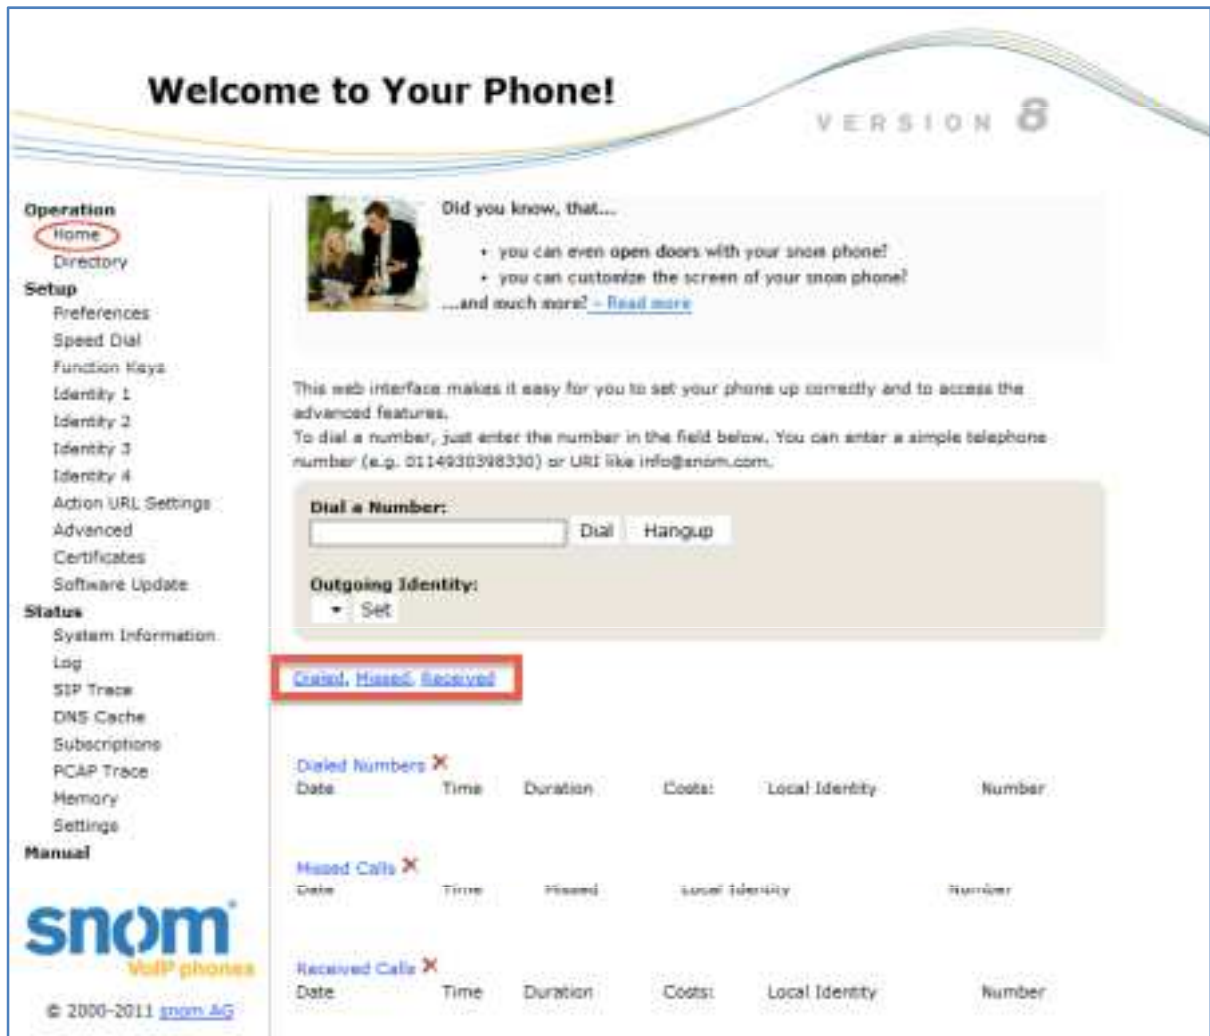 Welcome to Your Phone!
VERSION 8
Operation
Home
Directory
Setup
Preferences
Speed Dial
Function Keys
Identity 1
Identity 2
Identity 3
Identity 4
Action URL Settings
Advanced
Certificates
Software Update
Status
System Information
Log
SIP Trace
DNS Cache
Subscriptions
PCAP Trace
Memory
Settings
Manual
snom
VoIP phones
© 2000-2011 snom AG
Did you know, that...
• you can even open doors with your snom phone?
• you can customize the screen of your snom phone?
...and much more? - Read more
This web interface makes it easy for you to set your phone up correctly and to access the
advanced features.
To dial a number, just enter the number in the field below. You can enter a simple telephone
number (e.g. 0114930398330) or URI like info@snom.com.
Dial a Number:
Dial Hangup
Outgoing Identity:
Set
Dialed, Missed, Received
Dialed Numbers
Date Time Duration Costs: Local Identity Number
Missed Calls
Date Time Missed Local Identity Number
Received Calls
Date Time Duration Costs: Local Identity Number